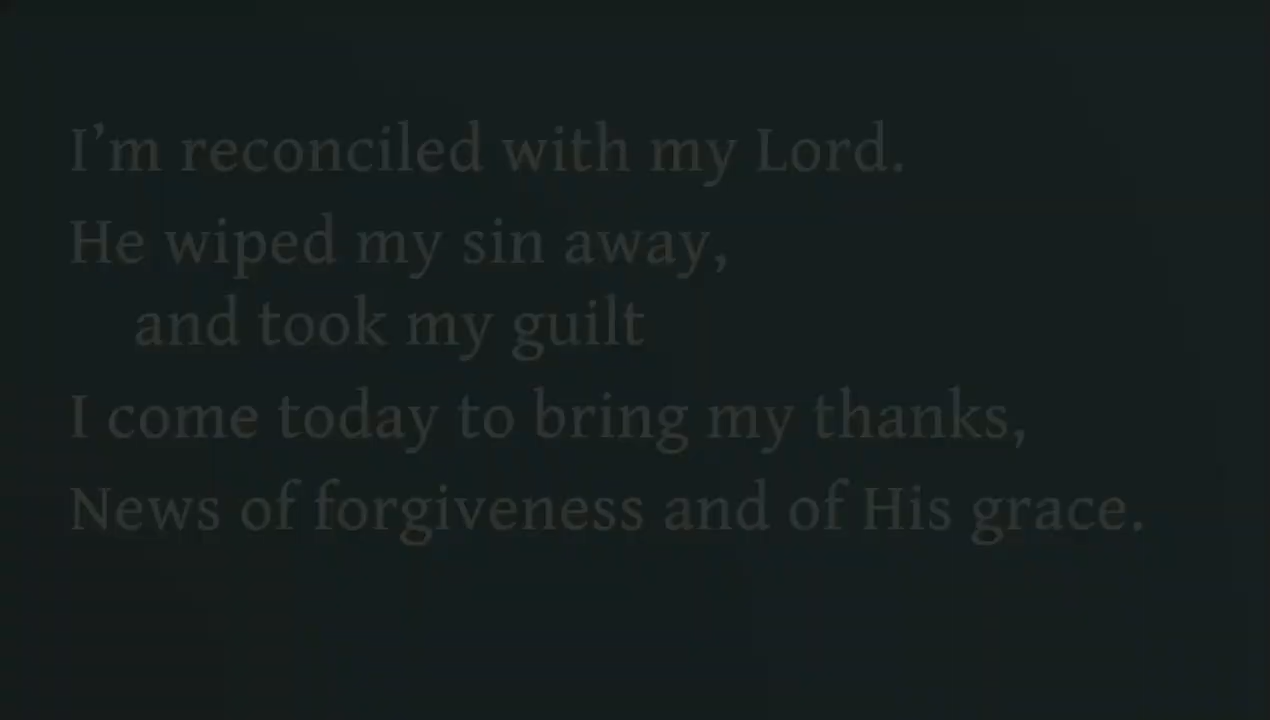 I’m reconciled with my Lord.
He wiped my sin away,
and took my guilt
I come today to bring my thanks,
News of forgiveness and of His grace.